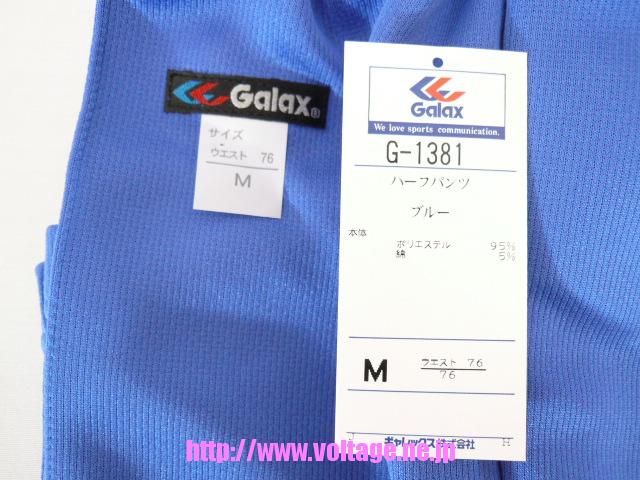 Galax®
サイズ
ウエスト 76
M
Galax
We love sports communication.
G-1381
ハーフパンツ
ブルー
本体
ポリエステル 95%
綿 5%
M ウエスト 76
76
J ギャレックス株式会社 H
http://www.voltage.ne.jp